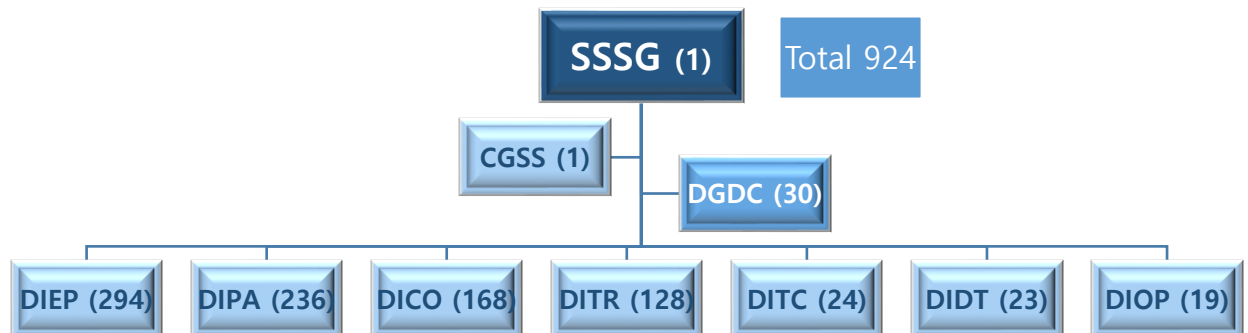 SSSG (1)
Total 924
CGSS (1)
DGDC (30)
DIEP (294)
DIPA (236)
DICO (168)
DITR (128)
DITC (24)
DIDT (23)
DIOP (19)